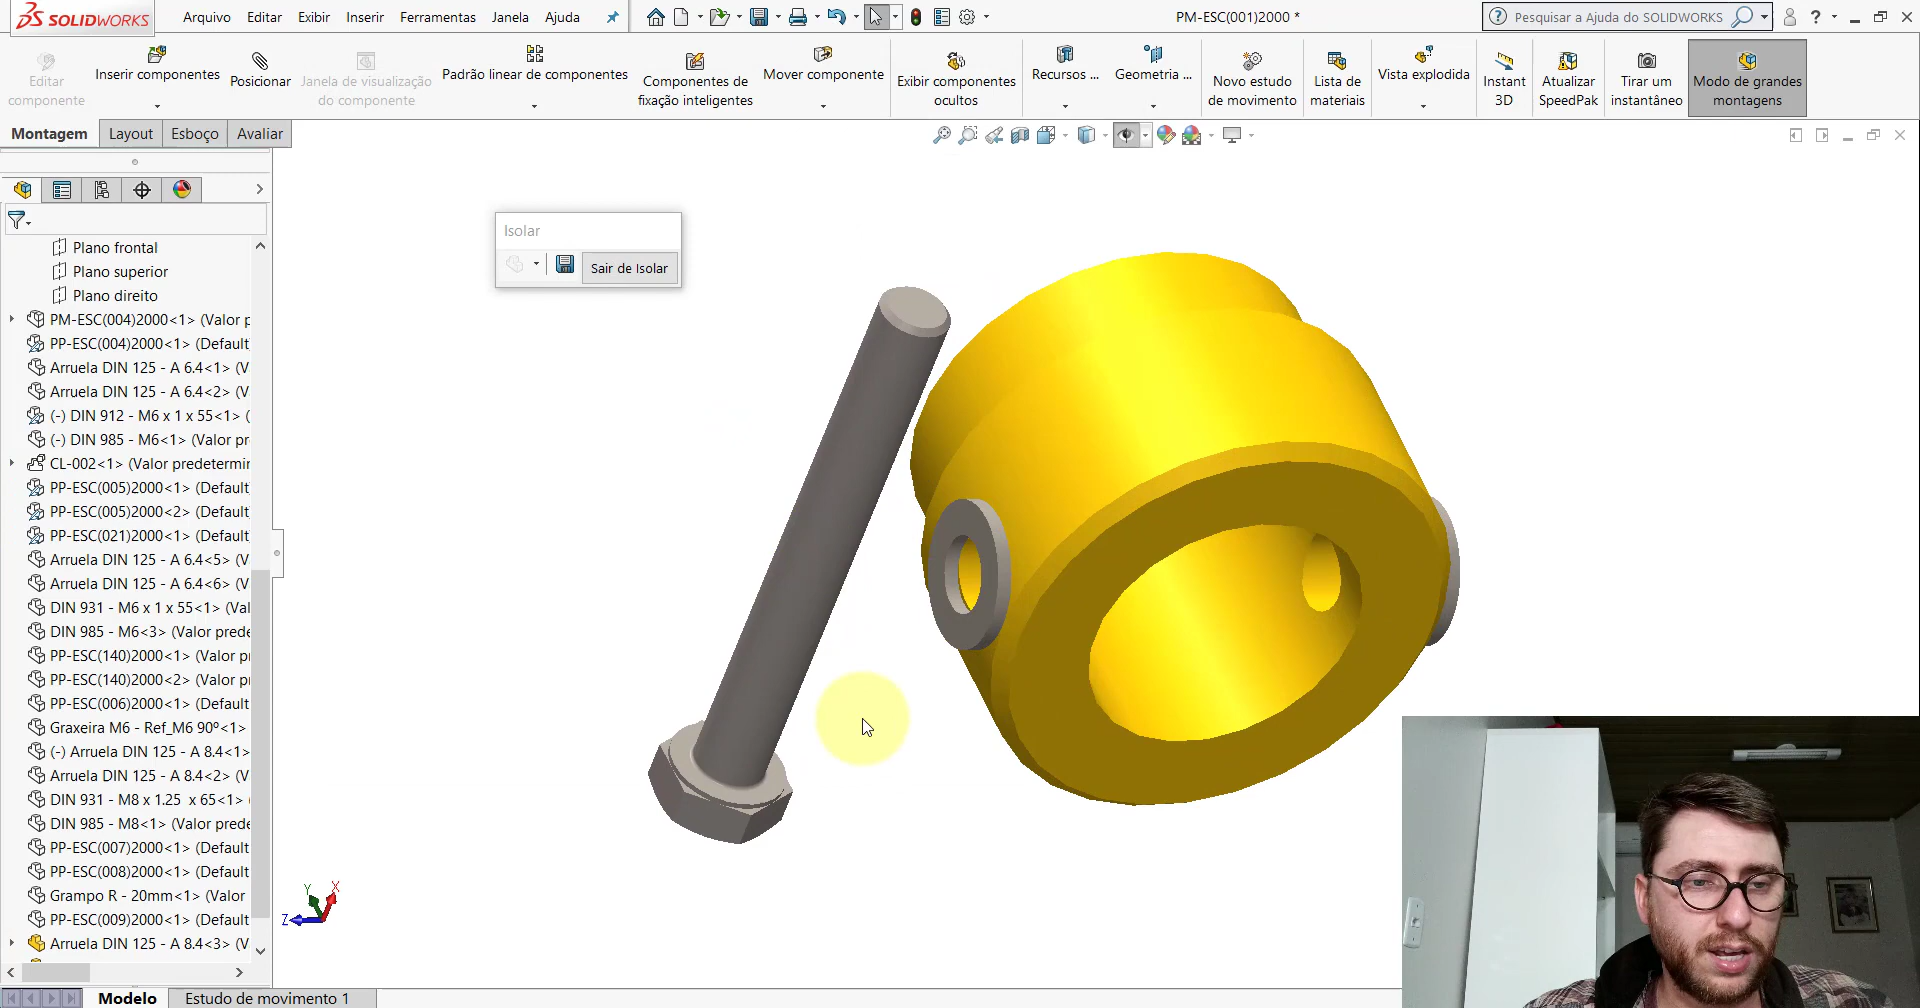 SOLIDWORKS
Arquivo Editar Exibir Inserir Ferramentas Janela Ajuda
PM-ESC(001)2000 *
Pesquisar a Ajuda do SOLIDWORKS
Editar componente
Inserir componentes
Posicionar
Janela de visualização do componente
Padrão linear de componentes
Componentes de fixação inteligentes
Mover componente
Exibir componentes ocultos
Recursos ...
Geometria ...
Novo estudo de movimento
Lista de materiais
Vista explodida
Instant 3D
Atualizar SpeedPak
Tirar um instantâneo
Modo de grandes montagens
Montagem Layout Esboço Avaliar
Isolar
Sair de Isolar
Plano frontal
Plano superior
Plano direito
PM-ESC(004)2000<1> (Valor p
PP-ESC(004)2000<1> (Default
Arruela DIN 125 - A 6.4<1> (V
Arruela DIN 125 - A 6.4<2> (V
(-) DIN 912 - M6 x 1 x 55<1> (
(-) DIN 985 - M6<1> (Valor pr
CL-002<1> (Valor predetermir
PP-ESC(005)2000<1> (Default
PP-ESC(005)2000<2> (Default
PP-ESC(021)2000<1> (Default
Arruela DIN 125 - A 6.4<5> (V
Arruela DIN 125 - A 6.4<6> (V
DIN 931 - M6 x 1 x 55<1> (Val
DIN 985 - M6<3> (Valor prede
PP-ESC(140)2000<1> (Valor pr
PP-ESC(140)2000<2> (Valor pr
PP-ESC(006)2000<1> (Default
Graxeira M6 - Ref_M6 90º<1>
(-) Arruela DIN 125 - A 8.4<1>
Arruela DIN 125 - A 8.4<2> (V
DIN 931 - M8 x 1.25 x 65<1> (
DIN 985 - M8<1> (Valor prede
PP-ESC(007)2000<1> (Default
PP-ESC(008)2000<1> (Default
Grampo R - 20mm<1> (Valor
PP-ESC(009)2000<1> (Default
Arruela DIN 125 - A 8.4<3> (V
Y X
Z
Modelo Estudo de movimento 1